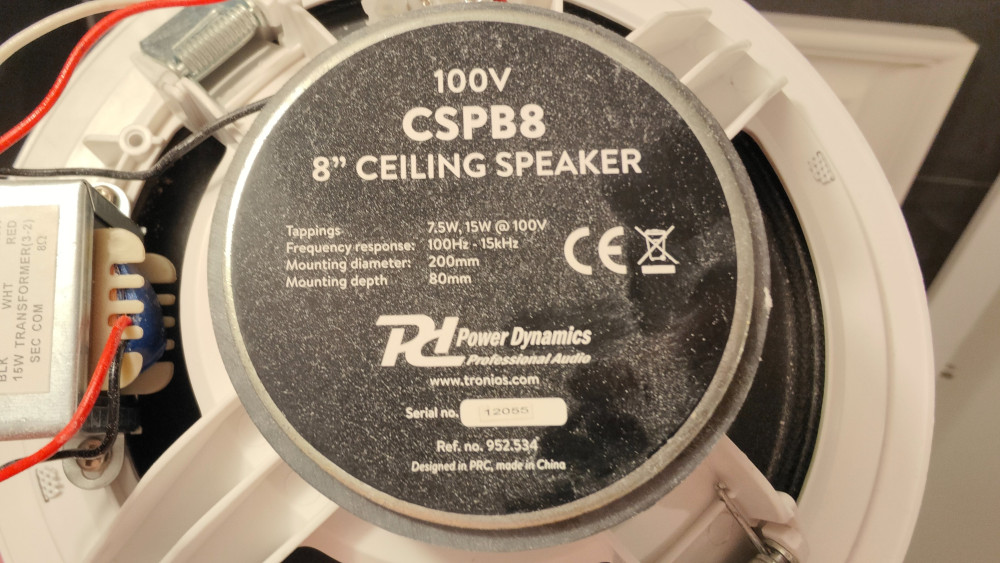 100V
CSPB8
8” CEILING SPEAKER
Tappings 7.5W, 15W @ 100V
Frequency response: 100Hz - 15kHz
Mounting diameter: 200mm
Mounting depth 80mm
CE
PD Power Dynamics
Professional Audio
www.tronios.com
Serial no. 12055
Ref. no. 952.534
Designed in PRC, made in China
WHT RED
15W TRANSFORMER(3-2)
SEC COM 8Ω
BLK